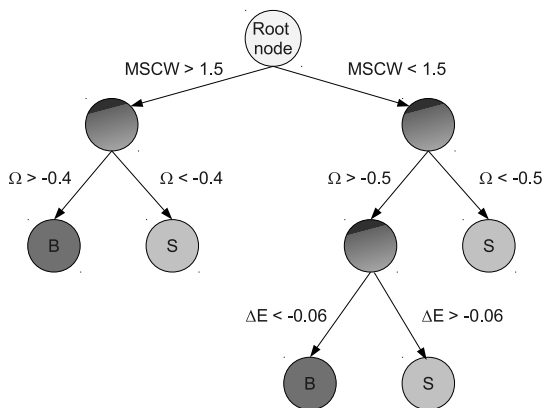 Root
node
MSCW > 1.5
MSCW < 1.5
Ω > -0.4
Ω < -0.4
Ω > -0.5
Ω < -0.5
B
S
S
ΔE < -0.06
ΔE > -0.06
B
S